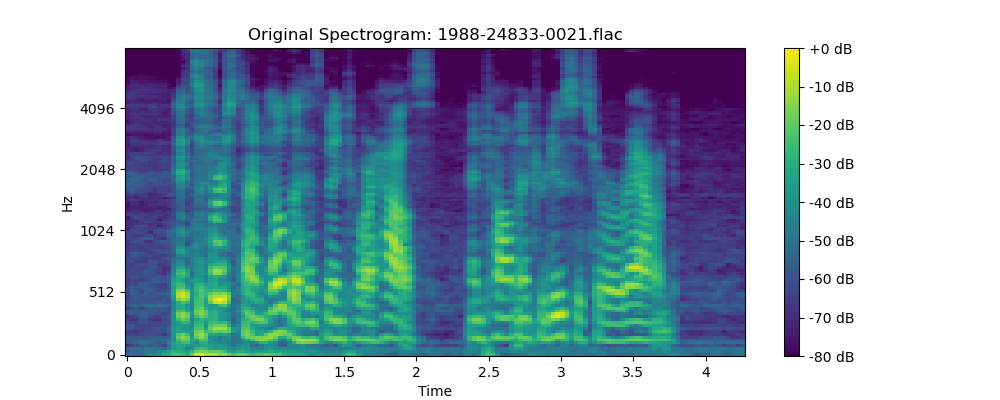 Original Spectrogram: 1988-24833-0021.flac
+0 dB
4096
-10 dB
-20 dB
2048
-30 dB
Hz
1024
-40 dB
-50 dB
512
-60 dB
-70 dB
0
-80 dB
0 0.5 1 1.5 2 2.5 3 3.5 4
Time